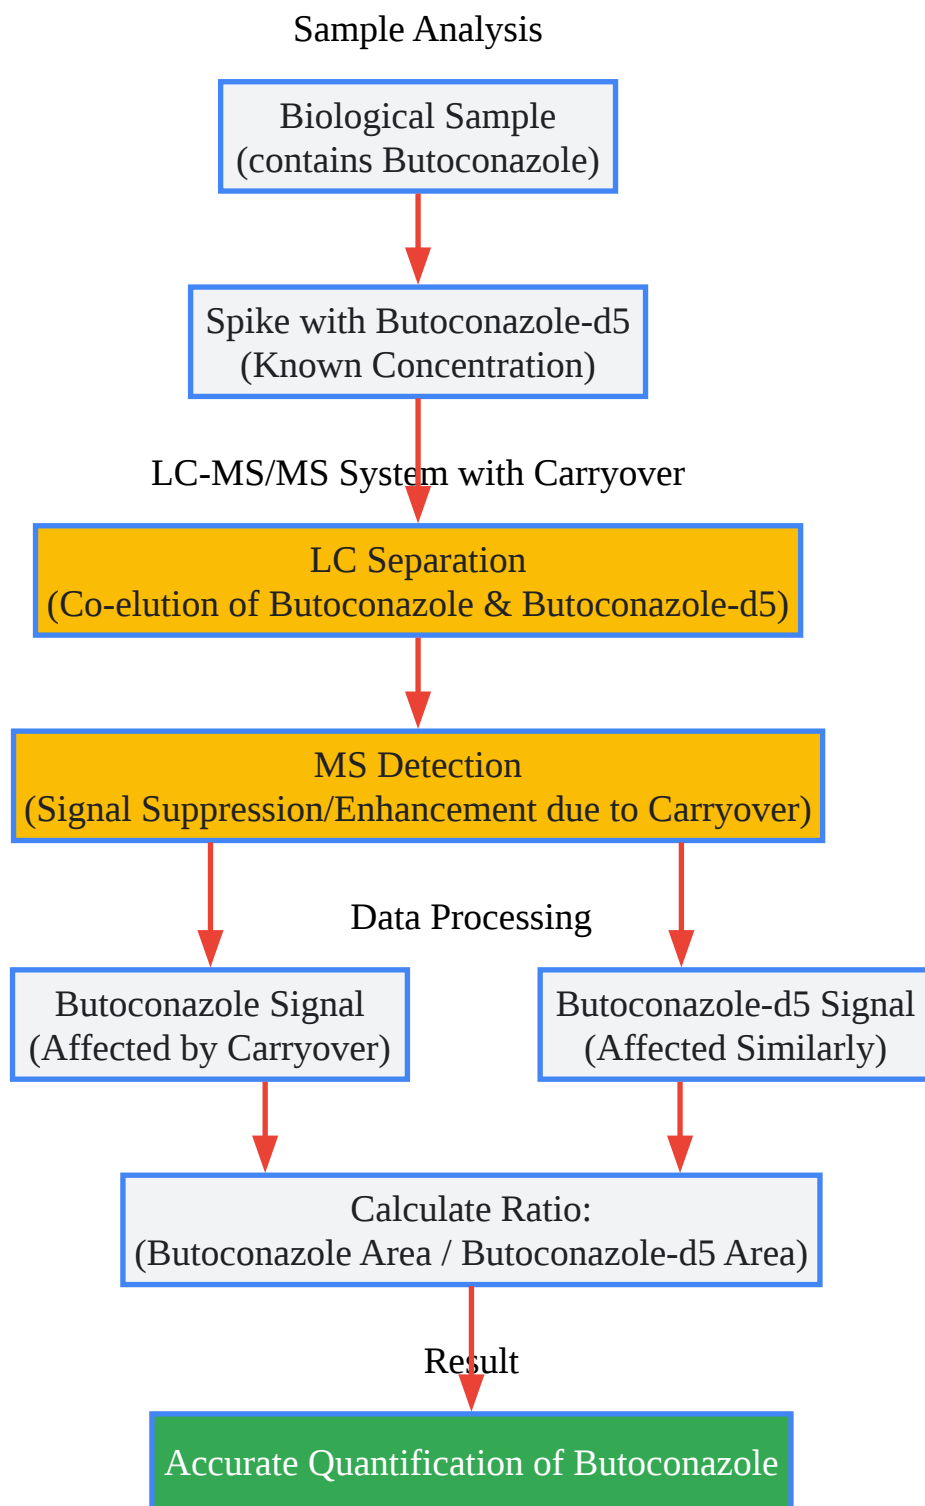 Sample Analysis
Biological Sample
(contains Butoconazole)
Spike with Butoconazole-d5
(Known Concentration)
LC-MS/MS System with Carryover
LC Separation
(Co-elution of Butoconazole & Butoconazole-d5)
MS Detection
(Signal Suppression/Enhancement due to Carryover)
Data Processing
Butoconazole Signal
(Affected by Carryover)
Butoconazole-d5 Signal
(Affected Similarly)
Calculate Ratio:
(Butoconazole Area / Butoconazole-d5 Area)
Result
Accurate Quantification of Butoconazole